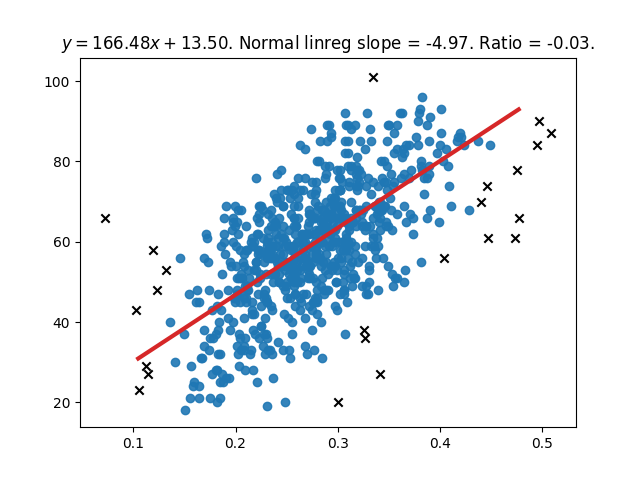 y = 166.48x + 13.50. Normal linreg slope = -4.97. Ratio = -0.03.
100
80
60
40
20
0.1 0.2 0.3 0.4 0.5